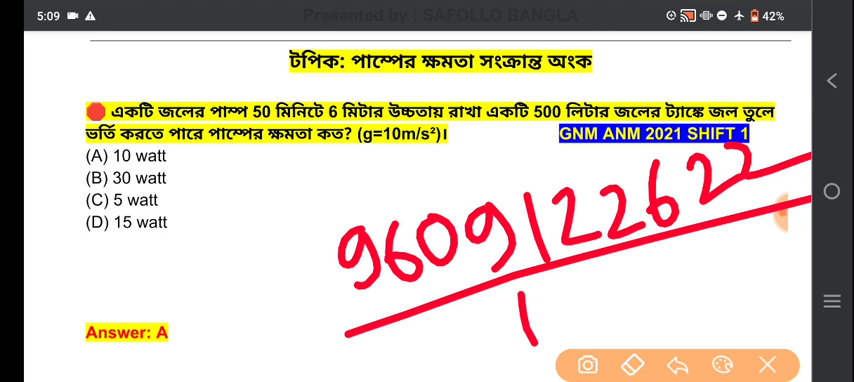 5:09
42%
Presented by : SAFOLLO BANGLA
টপিক: পাম্পের ক্ষমতা সংক্রান্ত অংক
একটি জলের পাম্প 50 মিনিটে 6 মিটার উচ্চতায় রাখা একটি 500 লিটার জলের ট্যাঙ্কে জল তুলে
ভর্তি করতে পারে পাম্পের ক্ষমতা কত? (g=10m/s²)।
GNM ANM 2021 SHIFT 1
(A) 10 watt
(B) 30 watt
(C) 5 watt
(D) 15 watt
9609122622
1
Answer: A